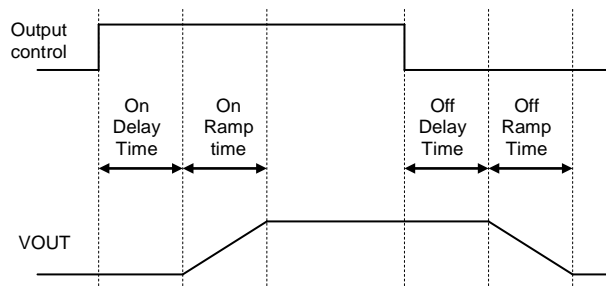 Output
control
On
Delay
Time
On
Ramp
time
Off
Delay
Time
Off
Ramp
Time
VOUT